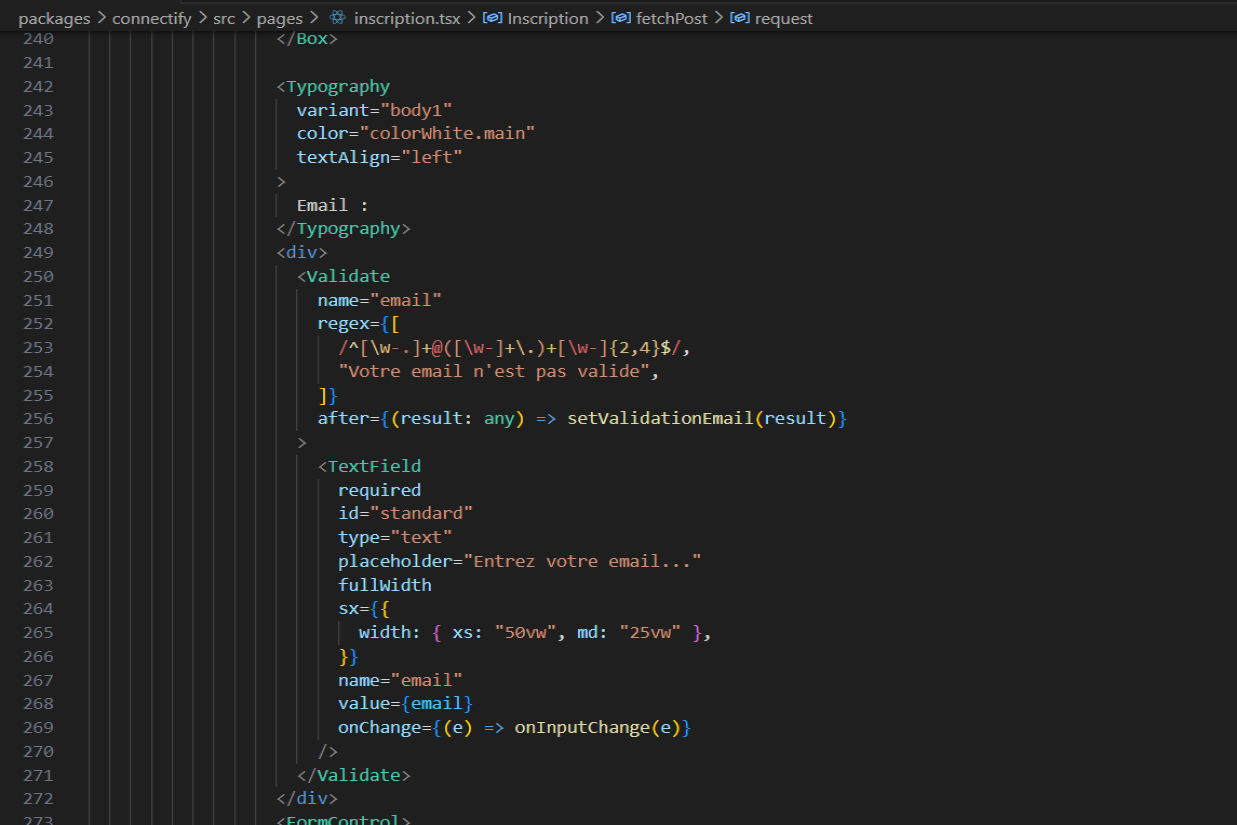 packages > connectify > src > pages > inscription.tsx > Inscription > fetchPost > request
240 </Box>
241
242 <Typography
243 variant="body1"
244 color="colorWhite.main"
245 textAlign="left"
246 >
247 Email :
248 </Typography>
249 <div>
250 <Validate
251 name="email"
252 regex={[
253 /^[\w-.]+@([\w-]+\.)+[\w-]{2,4}$/,
254 "Votre email n'est pas valide",
255 ]}
256 after={(result: any) => setValidationEmail(result)}
257 >
258 <TextField
259 required
260 id="standard"
261 type="text"
262 placeholder="Entrez votre email..."
263 fullWidth
264 sx={{
265 width: { xs: "50vw", md: "25vw" },
266 }}
267 name="email"
268 value={email}
269 onChange={(e) => onInputChange(e)}
270 />
271 </Validate>
272 </div>
273 <FormControl>